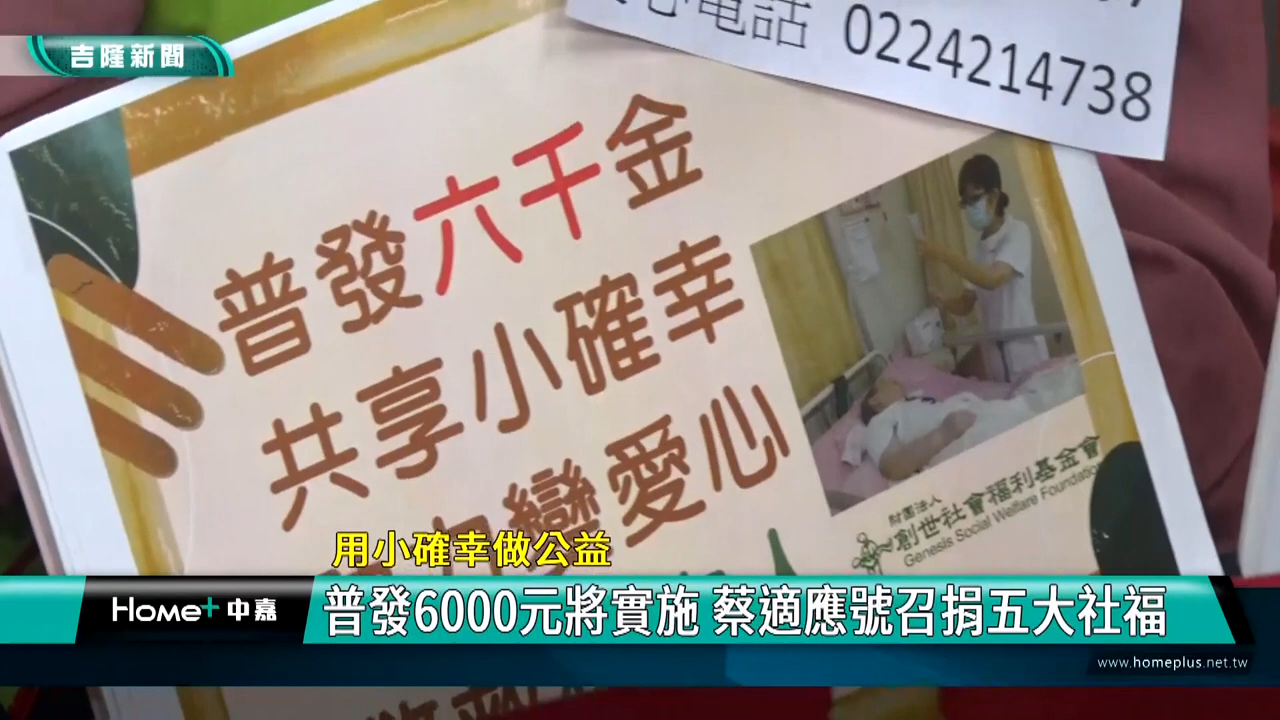 吉隆新聞
電話 0224214738
普發六千金
共享小確幸
變愛心
財團法人
創世社會福利基金會
Genesis Social Welfare Foundation
用小確幸做公益
Home+中嘉
普發6000元將實施 蔡適應號召捐五大社福
www.homeplus.net.tw